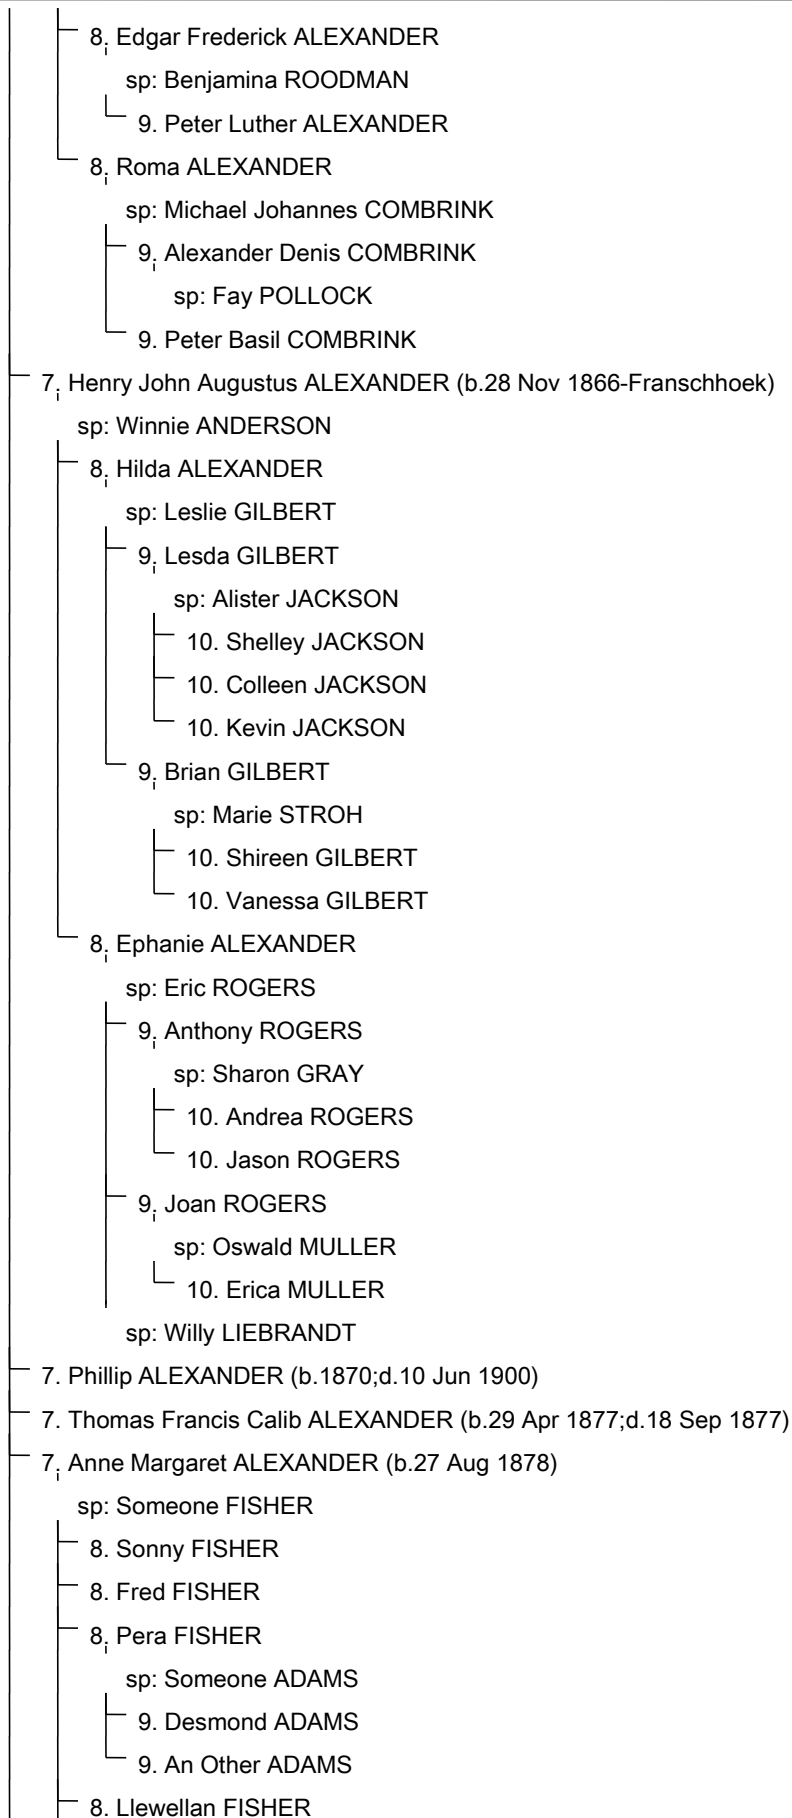 8. Edgar Frederick ALEXANDER
sp: Benjamina ROODMAN
9. Peter Luther ALEXANDER
8. Roma ALEXANDER
sp: Michael Johannes COMBRINK
9. Alexander Denis COMBRINK
sp: Fay POLLOCK
9. Peter Basil COMBRINK
7. Henry John Augustus ALEXANDER (b.28 Nov 1866-Franschhoek)
sp: Winnie ANDERSON
8. Hilda ALEXANDER
sp: Leslie GILBERT
9. Lesda GILBERT
sp: Alister JACKSON
10. Shelley JACKSON
10. Colleen JACKSON
10. Kevin JACKSON
9. Brian GILBERT
sp: Marie STROH
10. Shireen GILBERT
10. Vanessa GILBERT
8. Ephanie ALEXANDER
sp: Eric ROGERS
9. Anthony ROGERS
sp: Sharon GRAY
10. Andrea ROGERS
10. Jason ROGERS
9. Joan ROGERS
sp: Oswald MULLER
10. Erica MULLER
sp: Willy LIEBRANDT
7. Phillip ALEXANDER (b.1870;d.10 Jun 1900)
7. Thomas Francis Calib ALEXANDER (b.29 Apr 1877;d.18 Sep 1877)
7. Anne Margaret ALEXANDER (b.27 Aug 1878)
sp: Someone FISHER
8. Sonny FISHER
8. Fred FISHER
8. Pera FISHER
sp: Someone ADAMS
9. Desmond ADAMS
9. An Other ADAMS
8. Llewellan FISHER